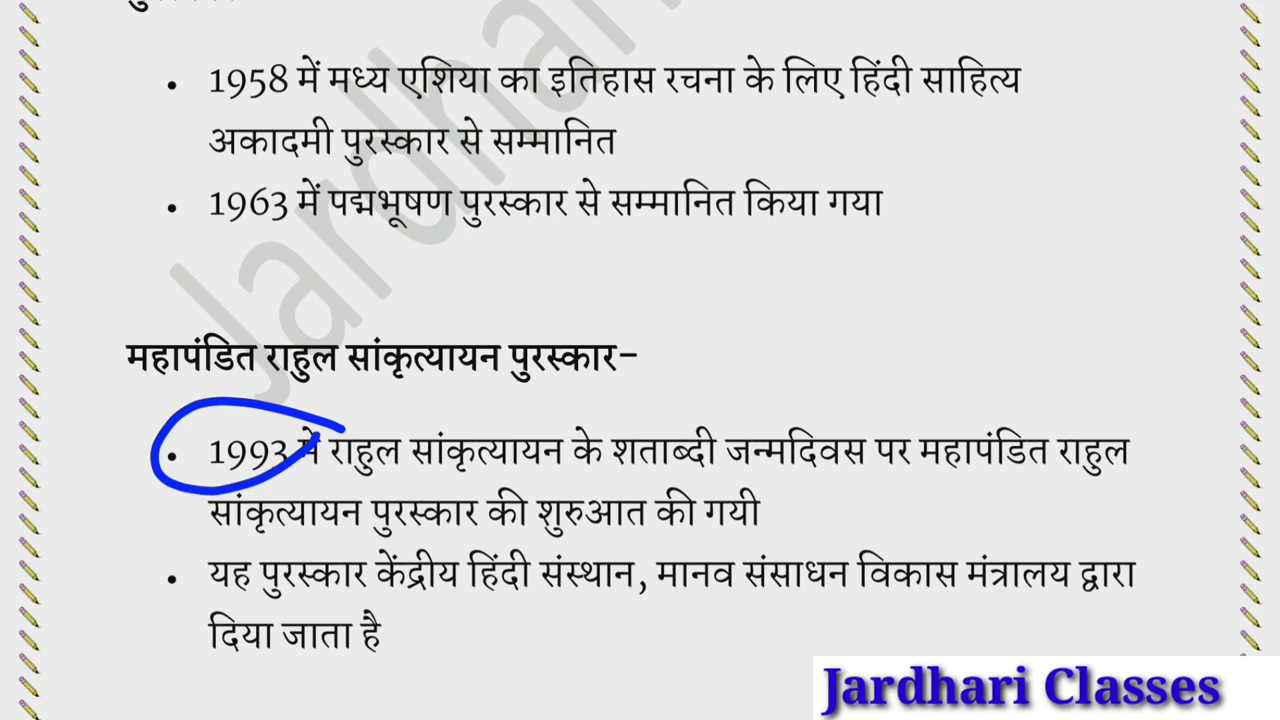 • 1958 में मध्य एशिया का इतिहास रचना के लिए हिंदी साहित्य
अकादमी पुरस्कार से सम्मानित
• 1963 में पद्मभूषण पुरस्कार से सम्मानित किया गया
महापंडित राहुल सांकृत्यायन पुरस्कार–
• 1993 में राहुल सांकृत्यायन के शताब्दी जन्मदिवस पर महापंडित राहुल
सांकृत्यायन पुरस्कार की शुरुआत की गयी
• यह पुरस्कार केंद्रीय हिंदी संस्थान, मानव संसाधन विकास मंत्रालय द्वारा
दिया जाता है
Jardhari Classes